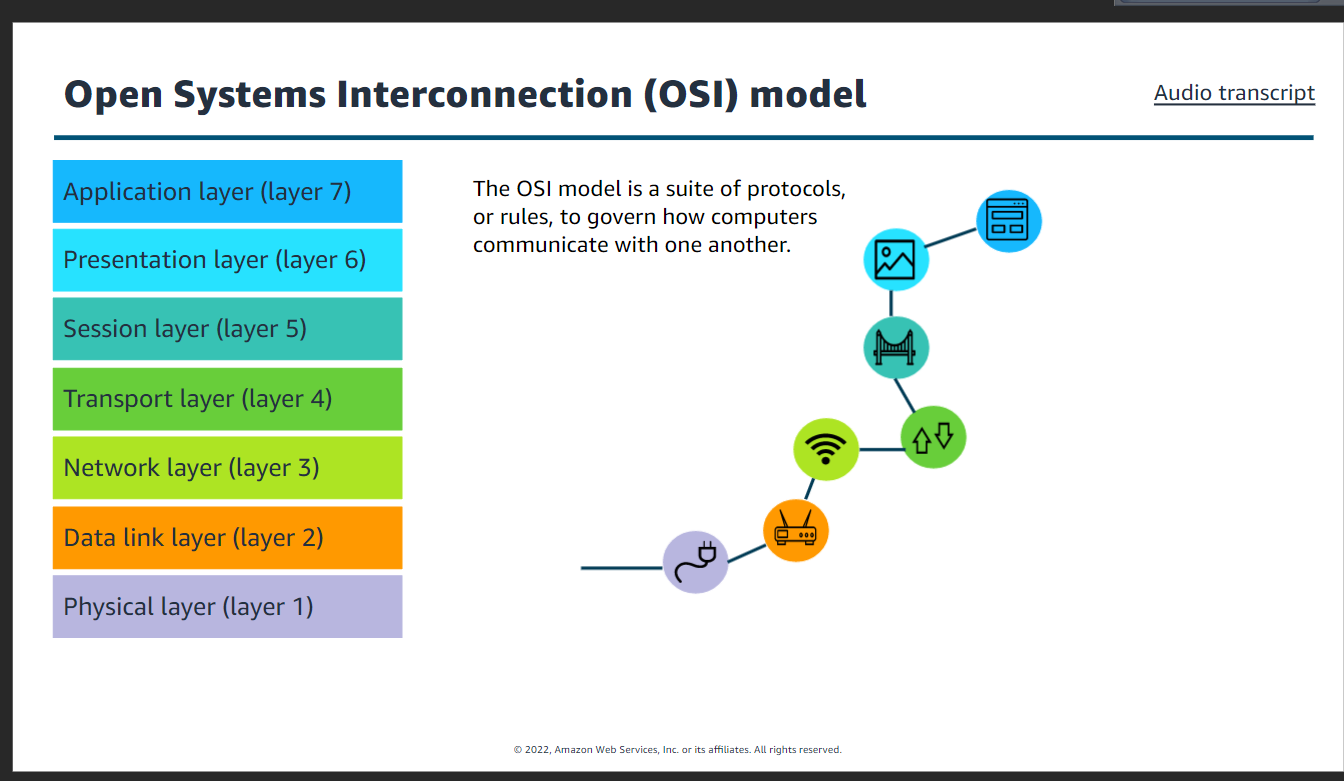 Open Systems Interconnection (OSI) model
Audio transcript
Application layer (layer 7)
Presentation layer (layer 6)
Session layer (layer 5)
Transport layer (layer 4)
Network layer (layer 3)
Data link layer (layer 2)
Physical layer (layer 1)
The OSI model is a suite of protocols,
or rules, to govern how computers
communicate with one another.
© 2022, Amazon Web Services, Inc. or its affiliates. All rights reserved.